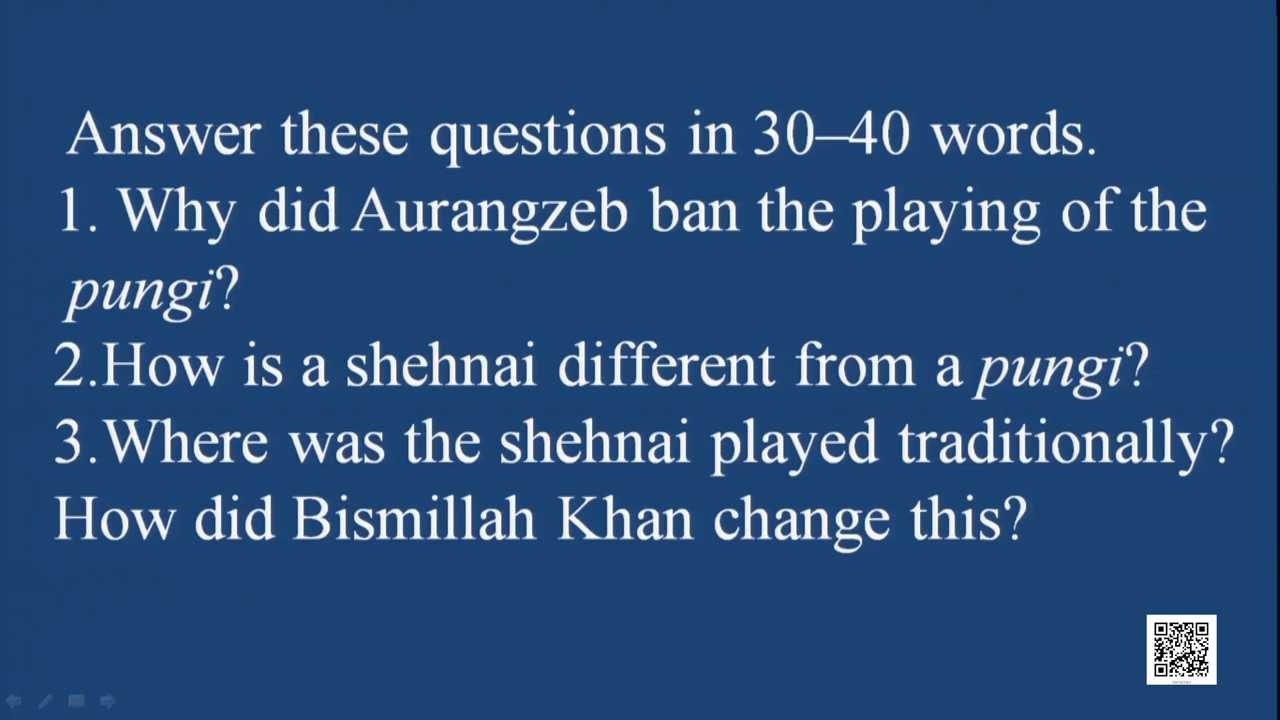 Answer these questions in 30–40 words.
1. Why did Aurangzeb ban the playing of the
pungi?
2.How is a shehnai different from a pungi?
3.Where was the shehnai played traditionally?
How did Bismillah Khan change this?